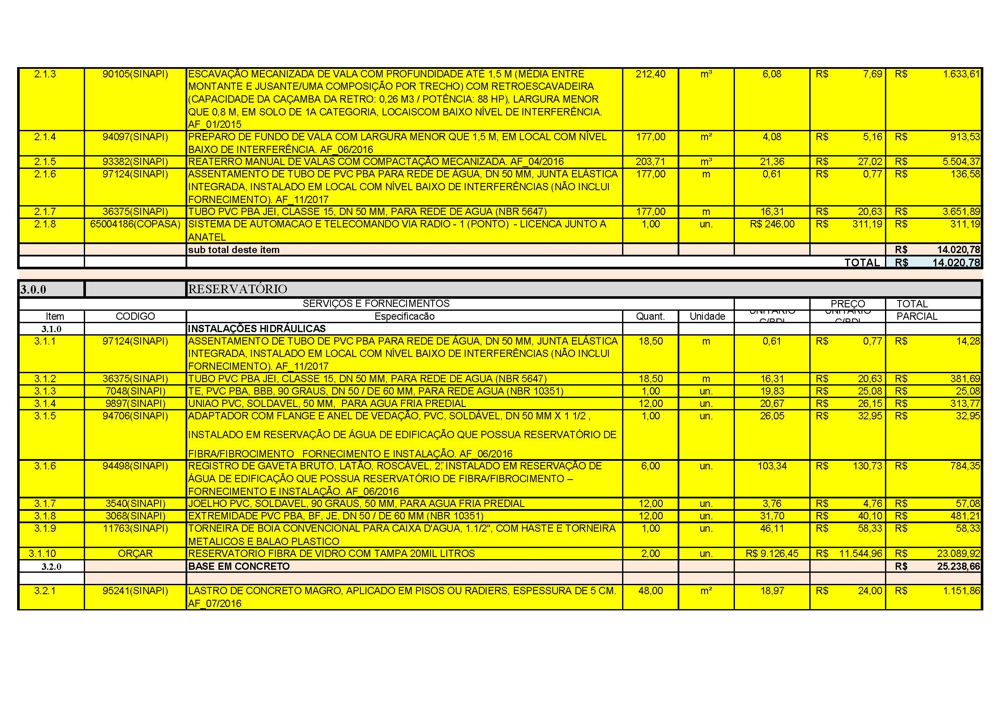 2.1.3 90105(SINAPI) ESCAVAÇÃO MECANIZADA DE VALA COM PROFUNDIDADE ATÉ 1,5 M (MÉDIA ENTRE 212,40 m³ 6,08 R$ 7,69 R$ 1.633,61
MONTANTE E JUSANTE/UMA COMPOSIÇÃO POR TRECHO) COM RETROESCAVADEIRA
(CAPACIDADE DA CAÇAMBA DA RETRO: 0,26 M3 / POTÊNCIA: 88 HP), LARGURA MENOR
QUE 0,8 M, EM SOLO DE 1A CATEGORIA, LOCAISCOM BAIXO NÍVEL DE INTERFERÊNCIA.
AF_01/2015
2.1.4 94097(SINAPI) PREPARO DE FUNDO DE VALA COM LARGURA MENOR QUE 1,5 M, EM LOCAL COM NÍVEL 177,00 m² 4,08 R$ 5,16 R$ 913,53
BAIXO DE INTERFERÊNCIA. AF_06/2016
2.1.5 93382(SINAPI) REATERRO MANUAL DE VALAS COM COMPACTAÇÃO MECANIZADA. AF_04/2016 203,71 m³ 21,36 R$ 27,02 R$ 5.504,37
2.1.6 97124(SINAPI) ASSENTAMENTO DE TUBO DE PVC PBA PARA REDE DE ÁGUA, DN 50 MM, JUNTA ELÁSTICA 177,00 m 0,61 R$ 0,77 R$ 136,58
INTEGRADA, INSTALADO EM LOCAL COM NÍVEL BAIXO DE INTERFERÊNCIAS (NÃO INCLUI
FORNECIMENTO). AF_11/2017
2.1.7 36375(SINAPI) TUBO PVC PBA JEI, CLASSE 15, DN 50 MM, PARA REDE DE AGUA (NBR 5647) 177,00 m 16,31 R$ 20,63 R$ 3.651,89
2.1.8 65004186(COPASA) SISTEMA DE AUTOMACAO E TELECOMANDO VIA RADIO - 1 (PONTO) - LICENCA JUNTO A 1,00 un. R$ 246,00 R$ 311,19 R$ 311,19
ANATEL
sub total deste item R$ 14.020,78
TOTAL R$ 14.020,78
3.0.0 RESERVATÓRIO
SERVIÇOS E FORNECIMENTOS PREÇO TOTAL
Item CODIGO Especificacão Quant. Unidade UNITARIO UNITARIO PARCIAL
C/BDI C/BDI
3.1.0 INSTALAÇÕES HIDRÁULICAS
3.1.1 97124(SINAPI) ASSENTAMENTO DE TUBO DE PVC PBA PARA REDE DE ÁGUA, DN 50 MM, JUNTA ELÁSTICA 18,50 m 0,61 R$ 0,77 R$ 14,28
INTEGRADA, INSTALADO EM LOCAL COM NÍVEL BAIXO DE INTERFERÊNCIAS (NÃO INCLUI
FORNECIMENTO). AF_11/2017
3.1.2 36375(SINAPI) TUBO PVC PBA JEI, CLASSE 15, DN 50 MM, PARA REDE DE AGUA (NBR 5647) 18,50 m 16,31 R$ 20,63 R$ 381,69
3.1.3 7048(SINAPI) TE, PVC PBA, BBB, 90 GRAUS, DN 50 / DE 60 MM, PARA REDE AGUA (NBR 10351) 1,00 un. 19,83 R$ 25,08 R$ 25,08
3.1.4 9897(SINAPI) UNIAO PVC, SOLDAVEL, 50 MM, PARA AGUA FRIA PREDIAL 12,00 un. 20,67 R$ 26,15 R$ 313,77
3.1.5 94706(SINAPI) ADAPTADOR COM FLANGE E ANEL DE VEDAÇÃO, PVC, SOLDÁVEL, DN 50 MM X 1 1/2 , 1,00 un. 26,05 R$ 32,95 R$ 32,95
INSTALADO EM RESERVAÇÃO DE ÁGUA DE EDIFICAÇÃO QUE POSSUA RESERVATÓRIO DE
FIBRA/FIBROCIMENTO FORNECIMENTO E INSTALAÇÃO. AF_06/2016
3.1.6 94498(SINAPI) REGISTRO DE GAVETA BRUTO, LATÃO, ROSCÁVEL, 2”, INSTALADO EM RESERVAÇÃO DE 6,00 un. 103,34 R$ 130,73 R$ 784,35
ÁGUA DE EDIFICAÇÃO QUE POSSUA RESERVATÓRIO DE FIBRA/FIBROCIMENTO –
FORNECIMENTO E INSTALAÇÃO. AF_06/2016
3.1.7 3540(SINAPI) JOELHO PVC, SOLDAVEL, 90 GRAUS, 50 MM, PARA AGUA FRIA PREDIAL 12,00 un. 3,76 R$ 4,76 R$ 57,08
3.1.8 3068(SINAPI) EXTREMIDADE PVC PBA, BF, JE, DN 50 / DE 60 MM (NBR 10351) 12,00 un. 31,70 R$ 40,10 R$ 481,21
3.1.9 11763(SINAPI) TORNEIRA DE BOIA CONVENCIONAL PARA CAIXA D'AGUA, 1.1/2", COM HASTE E TORNEIRA 1,00 un. 46,11 R$ 58,33 R$ 58,33
METALICOS E BALAO PLASTICO
3.1.10 ORÇAR RESERVATORIO FIBRA DE VIDRO COM TAMPA 20MIL LITROS 2,00 un. R$ 9.126,45 R$ 11.544,96 R$ 23.089,92
3.2.0 BASE EM CONCRETO R$ 25.238,66
3.2.1 95241(SINAPI) LASTRO DE CONCRETO MAGRO, APLICADO EM PISOS OU RADIERS, ESPESSURA DE 5 CM. 48,00 m² 18,97 R$ 24,00 R$ 1.151,86
AF_07/2016